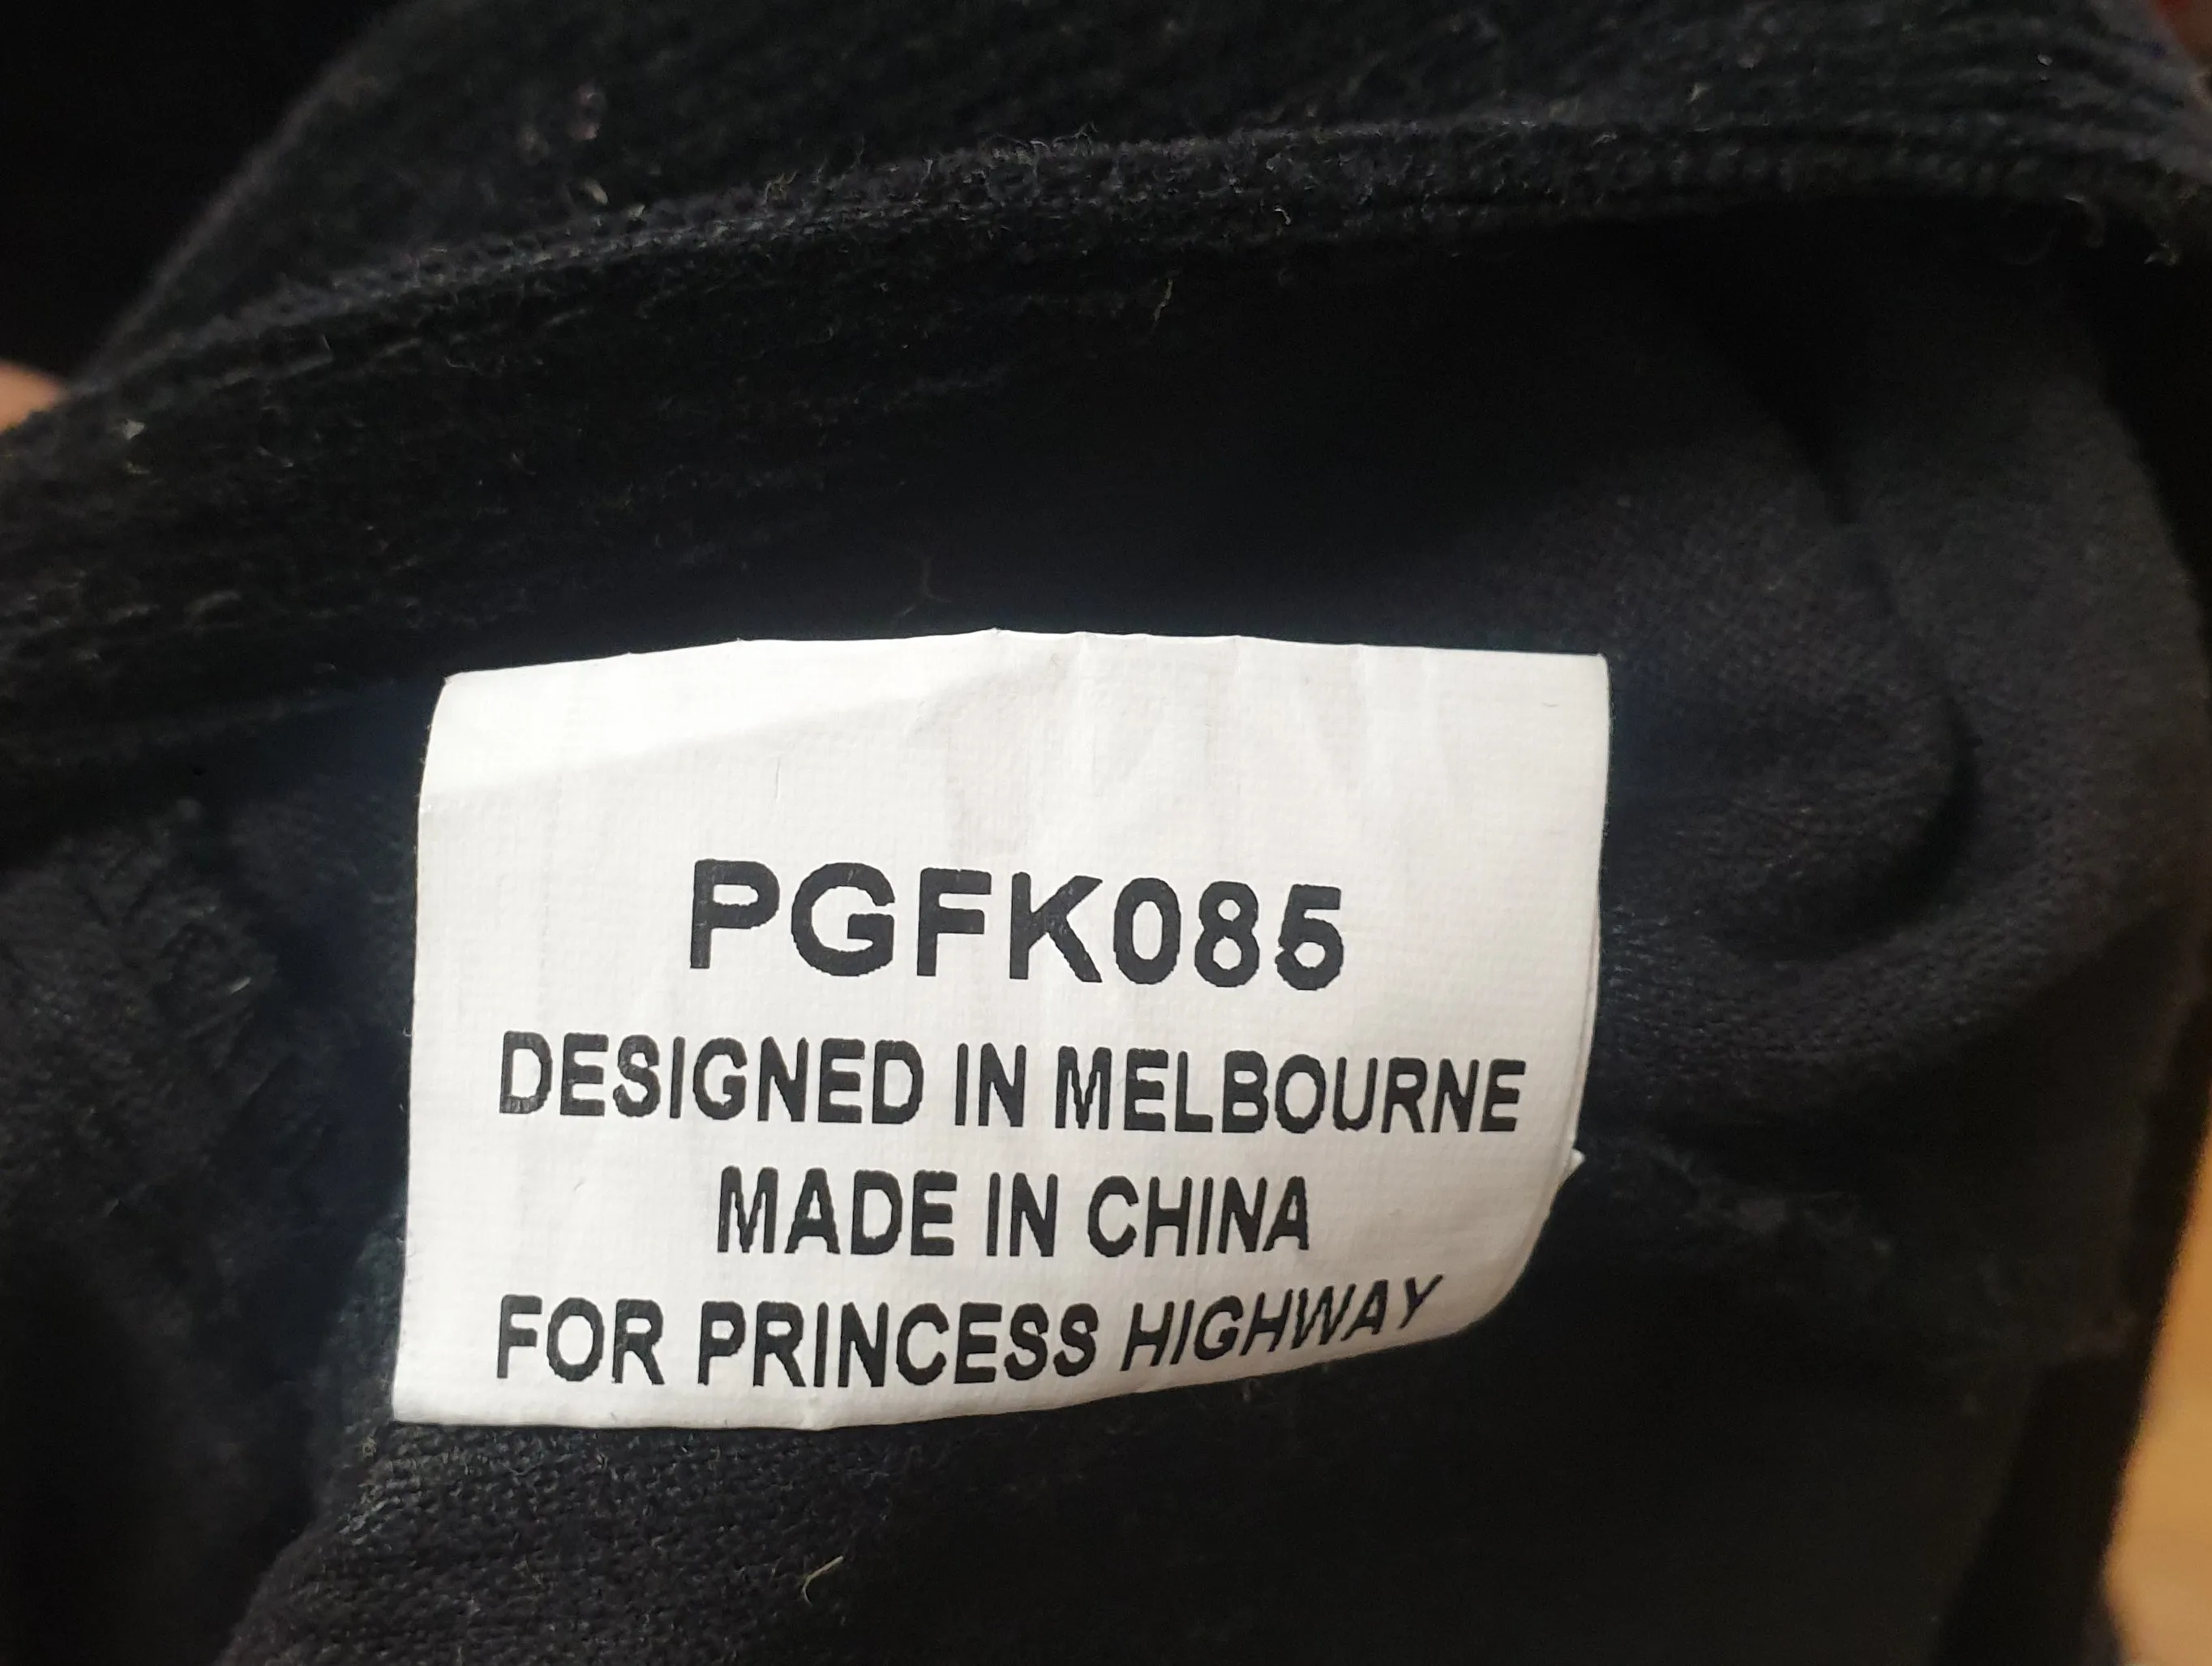 PGFK085
DESIGNED IN MELBOURNE
MADE IN CHINA
FOR PRINCESS HIGHWAY